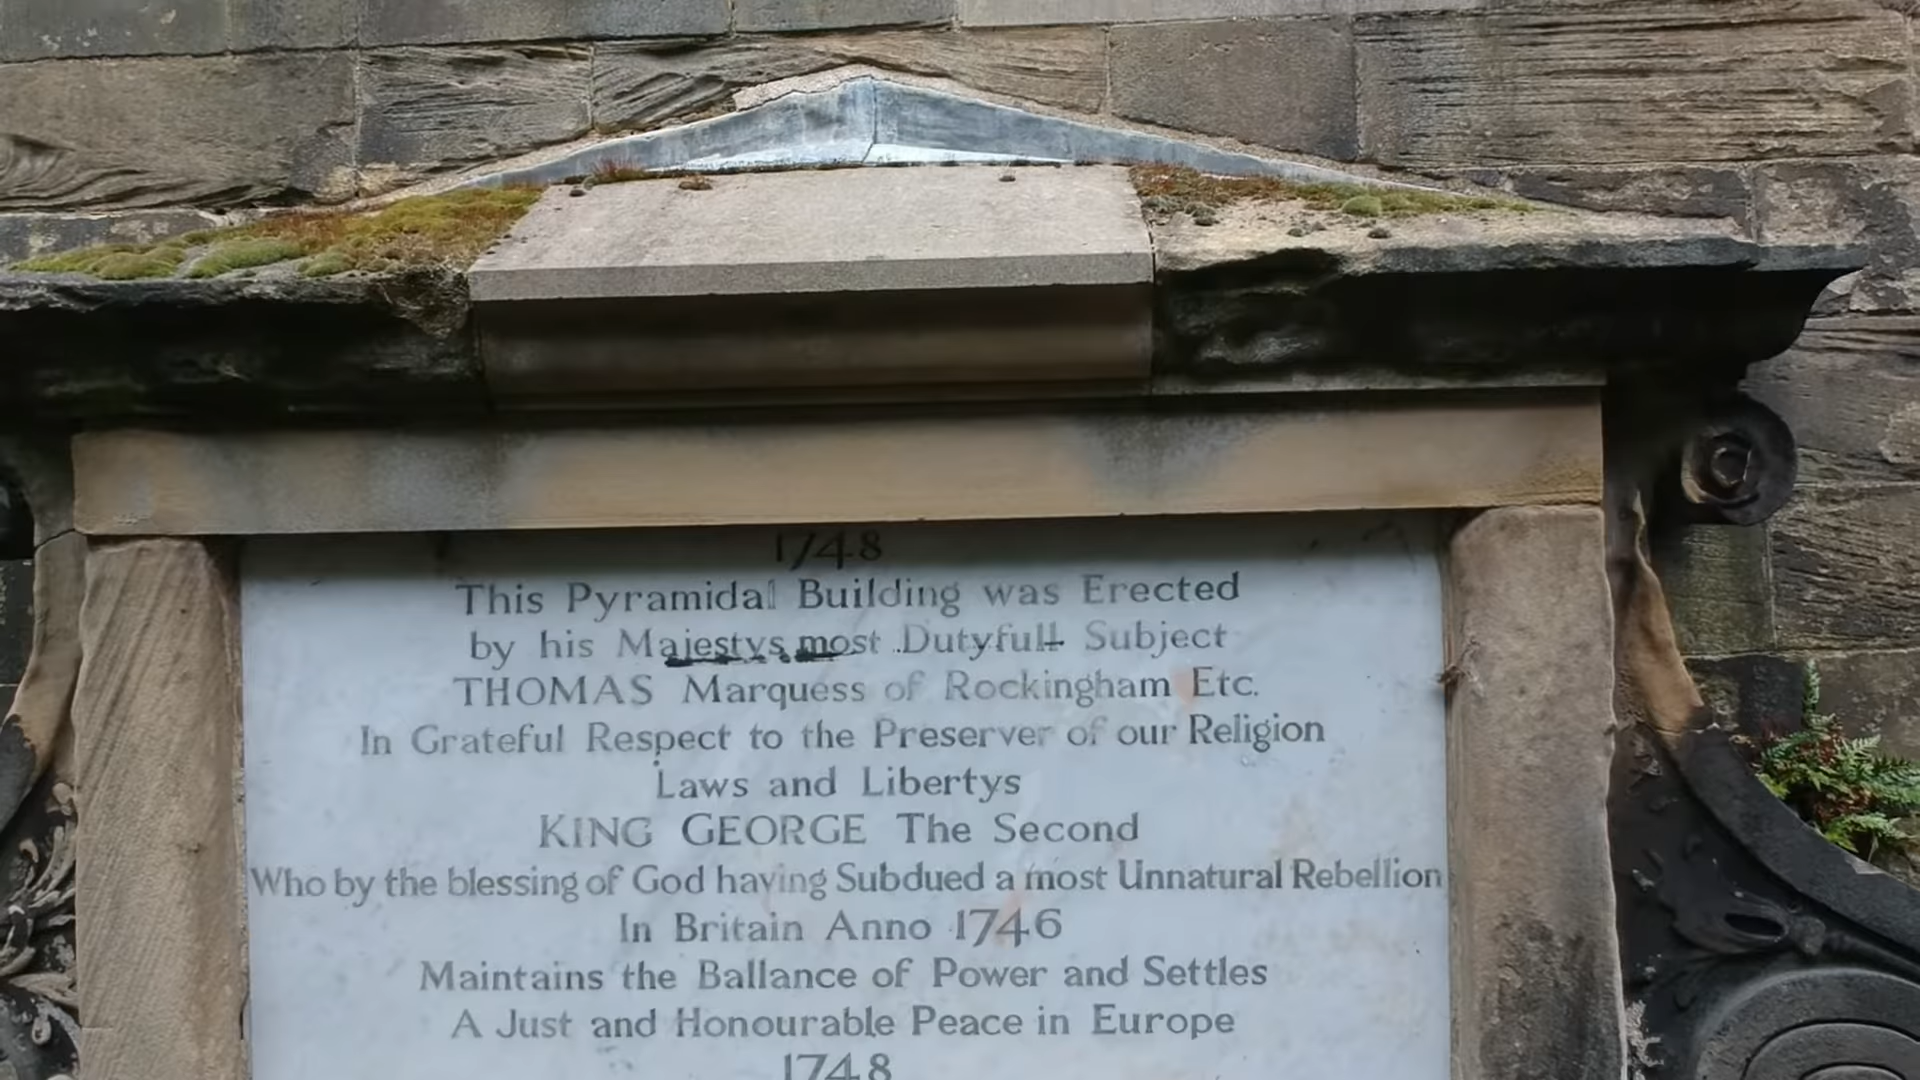 1748
This Pyramidal Building was Erected
by his Majestys most Dutyfull Subject
THOMAS Marquess of Rockingham Etc.
In Grateful Respect to the Preserver of our Religion
Laws and Libertys
KING GEORGE The Second
Who by the blessing of God having Subdued a most Unnatural Rebellion
In Britain Anno 1746
Maintains the Ballance of Power and Settles
A Just and Honourable Peace in Europe
1748